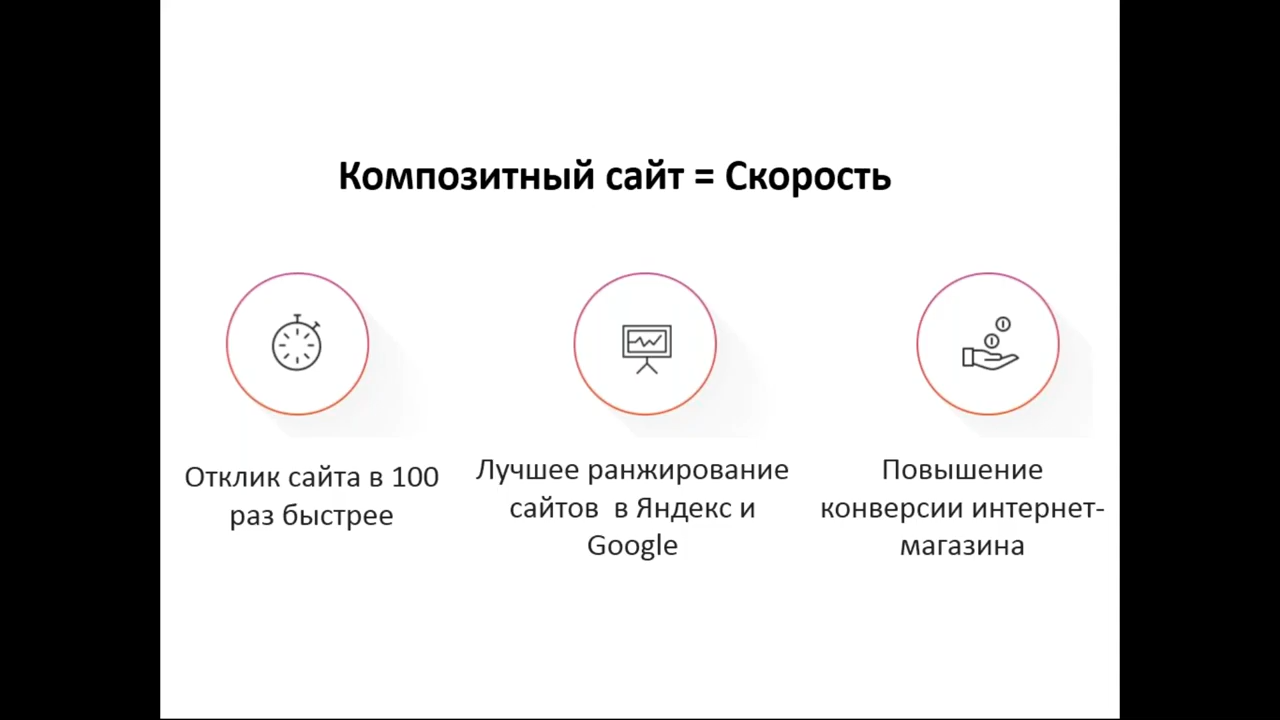 Композитный сайт = Скорость
Отклик сайта в 100
раз быстрее
Лучшее ранжирование
сайтов в Яндекс и
Google
Повышение
конверсии интернет-
магазина